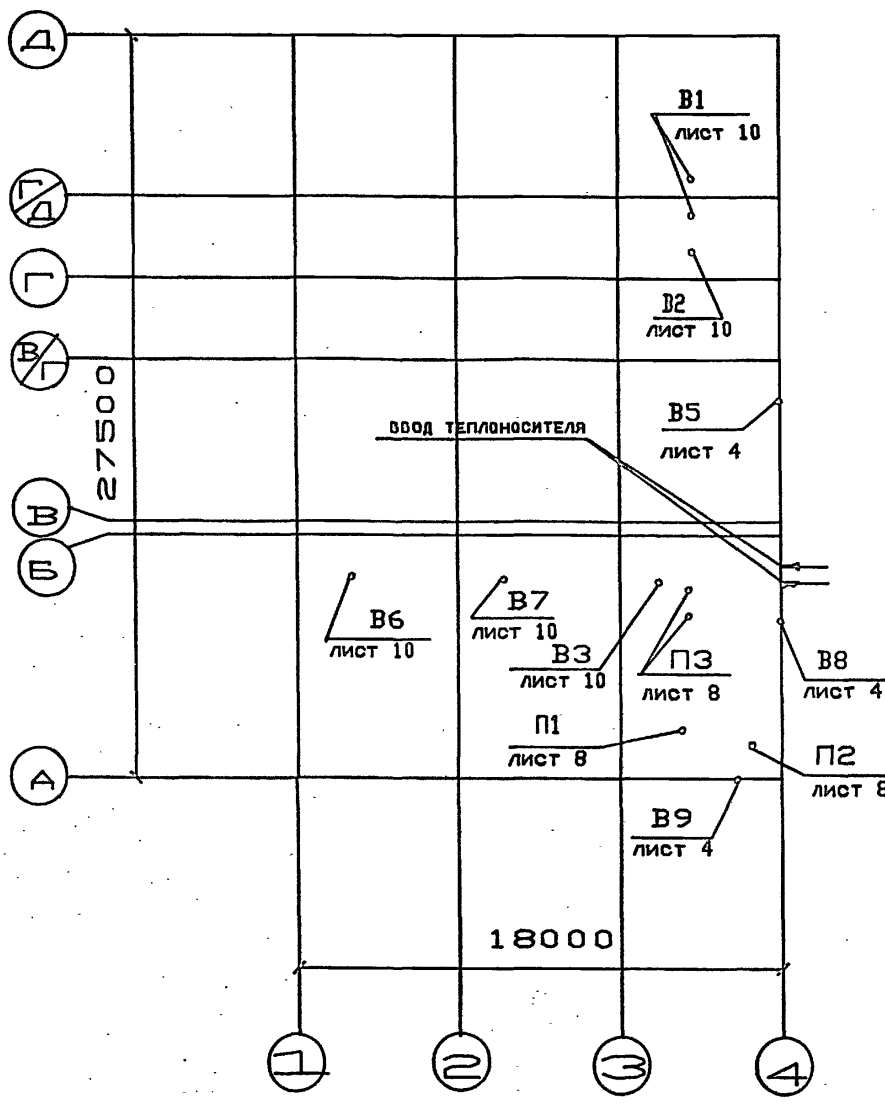 Д
В1
лист 10
Г/Д
Г
В2
лист 10
В/Г
27500
В5
лист 4
ВВОД ТЕПЛОНОСИТЕЛЯ
В
Б
В6
лист 10
В7
лист 10
В3
лист 10
П3
лист 8
В8
лист 4
П1
лист 8
П2
лист 8
А
В9
лист 4
18000
1
2
3
4